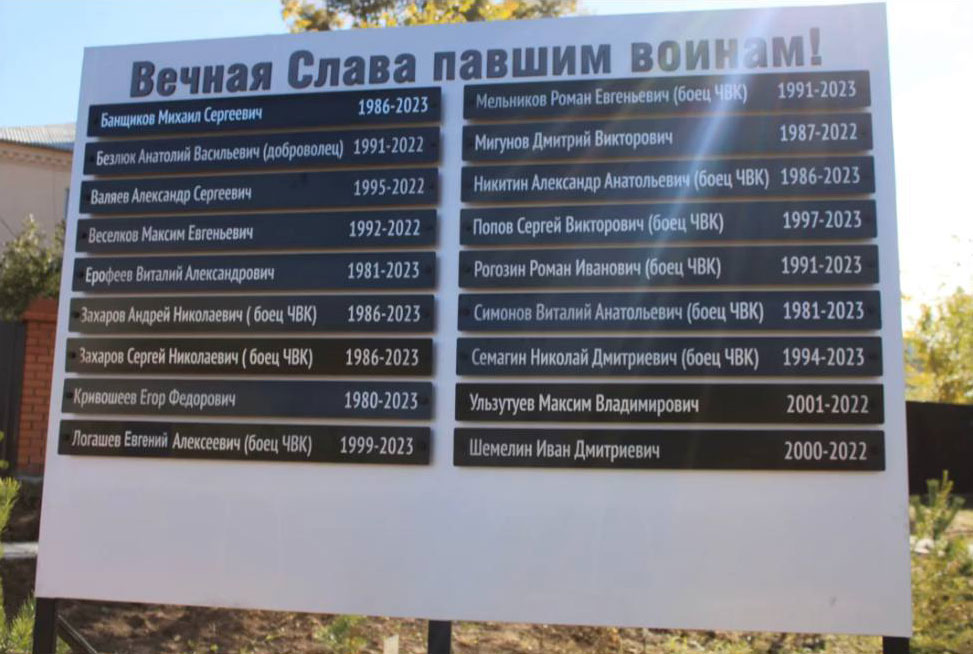 Вечная Слава павшим воинам!
Банщиков Михаил Сергеевич 1986-2023
Безлюк Анатолий Васильевич (доброволец) 1991-2022
Валяев Александр Сергеевич 1995-2022
Веселков Максим Евгеньевич 1992-2022
Ерофеев Виталий Александрович 1981-2023
Захаров Андрей Николаевич ( боец ЧВК) 1986-2023
Захаров Сергей Николаевич ( боец ЧВК) 1986-2023
Кривошеев Егор Федорович 1980-2023
Логашев Евгений Алексеевич (боец ЧВК) 1999-2023
Мельников Роман Евгеньевич (боец ЧВК) 1991-2023
Мигунов Дмитрий Викторович 1987-2022
Никитин Александр Анатольевич (боец ЧВК) 1986-2023
Попов Сергей Викторович (боец ЧВК) 1997-2023
Рогозин Роман Иванович (боец ЧВК) 1991-2023
Симонов Виталий Анатольевич (боец ЧВК) 1981-2023
Семагин Николай Дмитриевич (боец ЧВК) 1994-2023
Ульзутуев Максим Владимирович 2001-2022
Шемелин Иван Дмитриевич 2000-2022